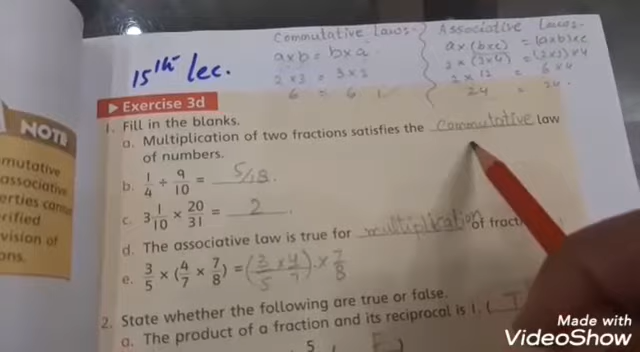 Commutative Laws- Associative Laws-
a×b = b×a a×(b×c) = (a×b)×c
2×3 = 3×2 2×(3×4) = (2×3)×4
6 = 6 2×12 = 6×4
24 = 24.
15th lec.
▶ Exercise 3d
NOTE
mutative
associative
erties
rified
vision of
ons.
1. Fill in the blanks.
a. Multiplication of two fractions satisfies the commutative law
of numbers.
b. 1/4 ÷ 9/10 = 5/18.
c. 3 1/10 × 20/31 = 2.
d. The associative law is true for multiplication of fract
e. 3/5 × (4/7 × 7/8) = (3/5 × 4/7) × 7/8
2. State whether the following are true or false.
a. The product of a fraction and its reciprocal is 1. ( T
5 F)
Made with
VideoShow